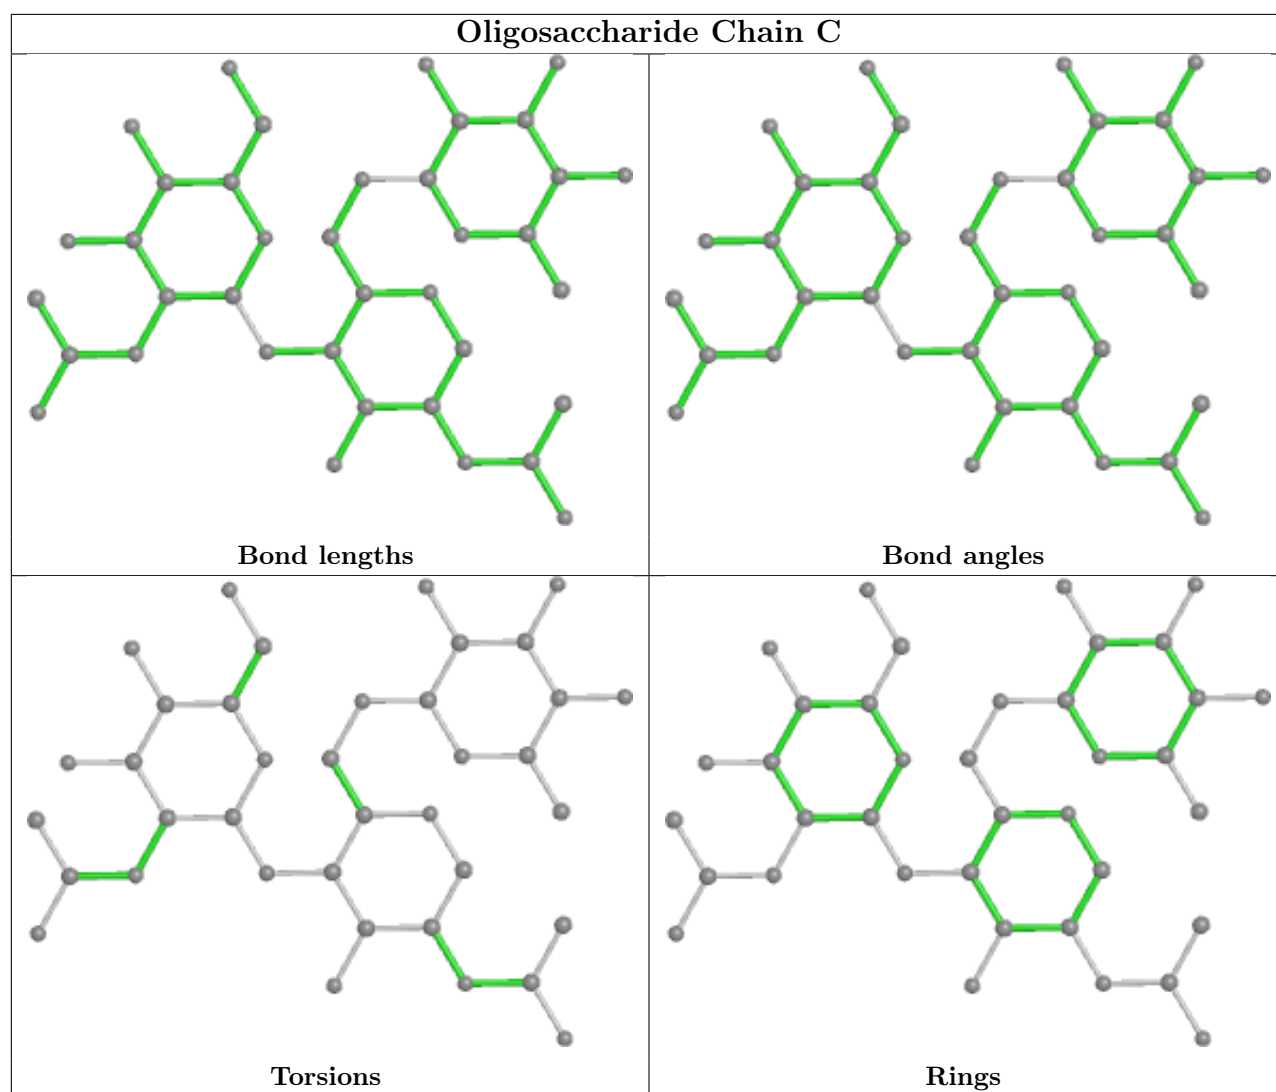 Oligosaccharide Chain C
Bond lengths
Bond angles
Torsions
Rings